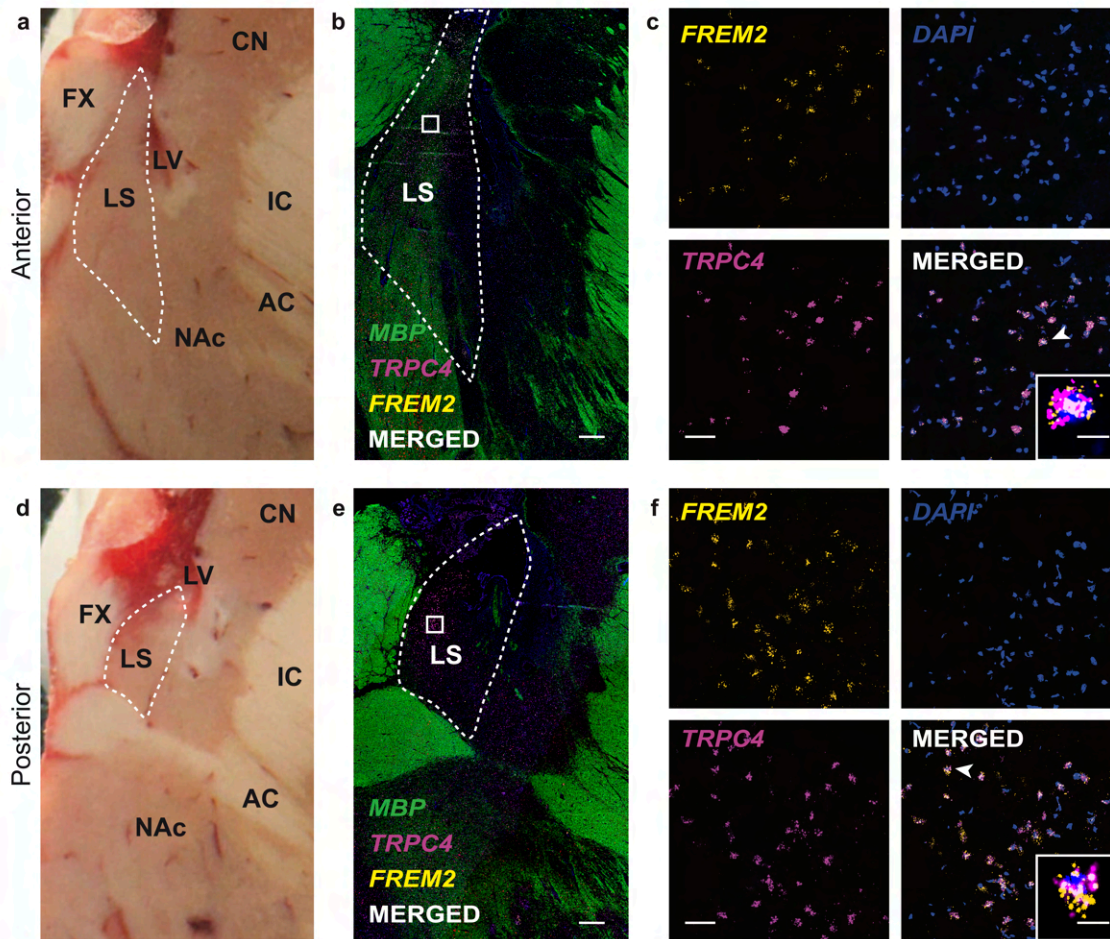 a
CN
FX
LV
LS
IC
AC
NAc
Anterior
b
LS
MBP
TRPC4
FREM2
MERGED
c
FREM2
DAPI
TRPC4
MERGED
d
CN
LV
FX
LS
IC
AC
NAc
Posterior
e
LS
MBP
TRPC4
FREM2
MERGED
f
FREM2
DAPI
TRPC4
MERGED